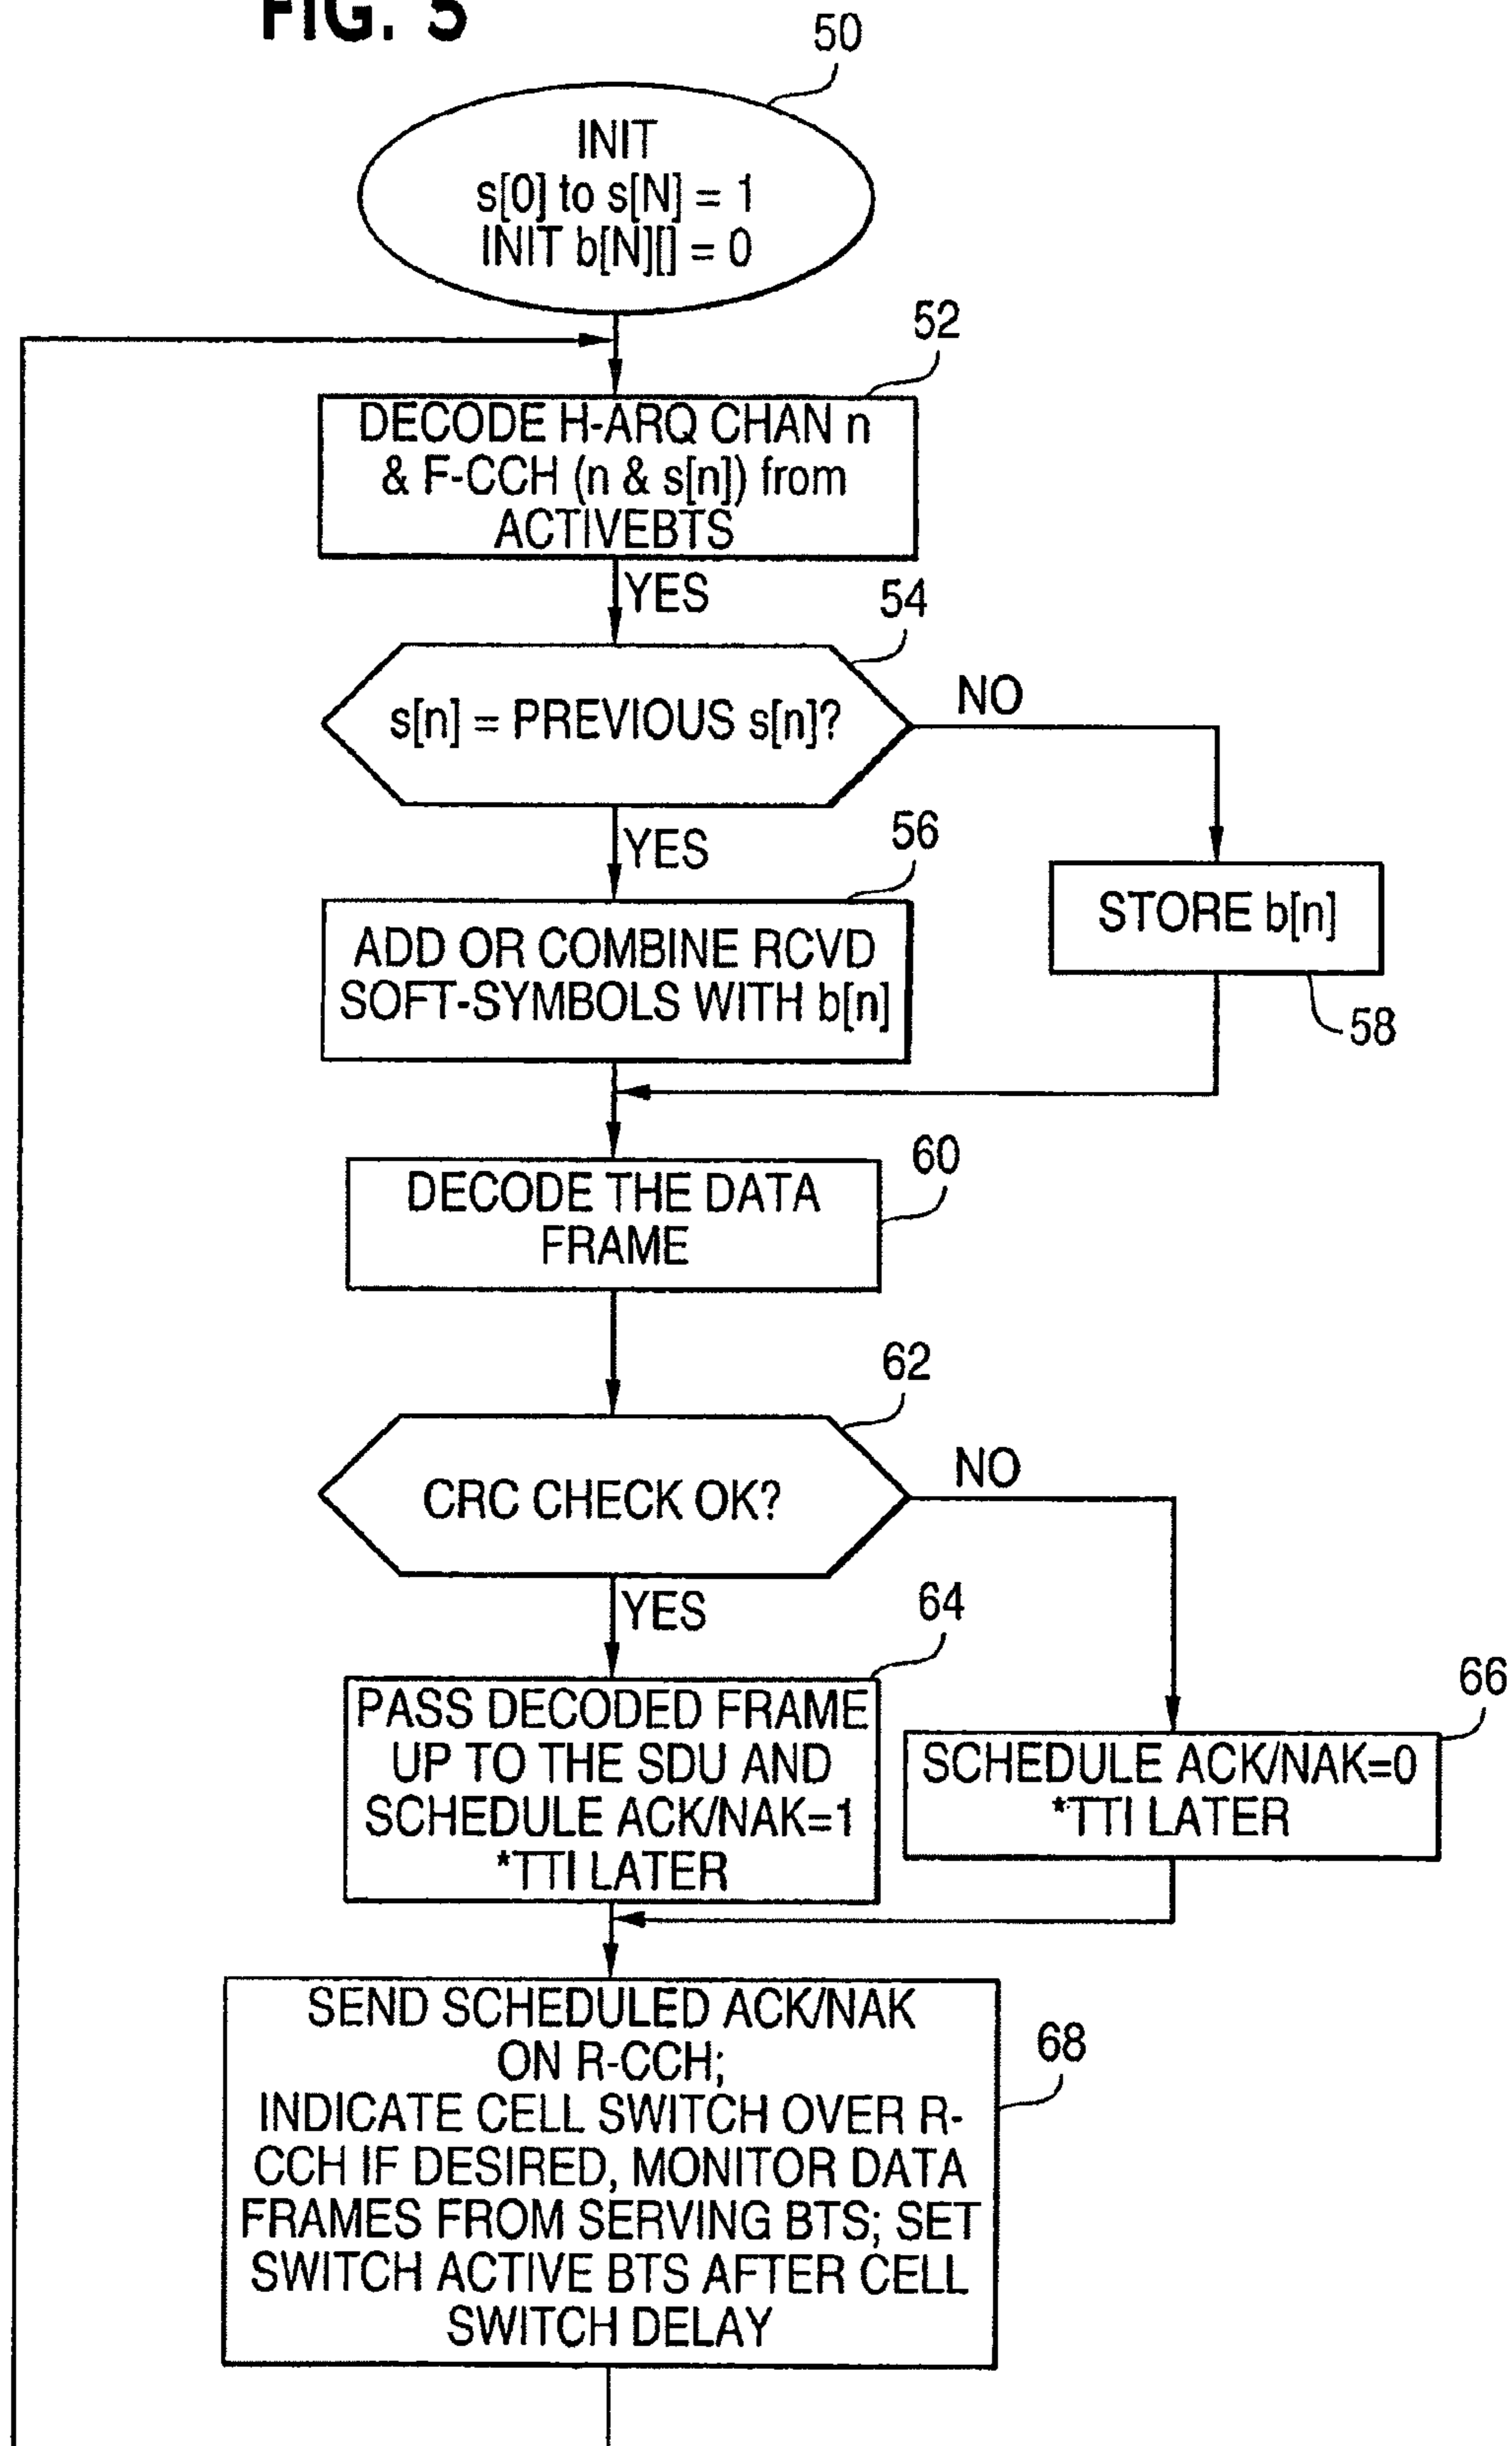 FIG. 5
50
INIT
s[0] to s[N] = 1
INIT b[N][] = 0
52
DECODE H-ARQ CHAN n
& F-CCH (n & s[n]) from
ACTIVEBTS
YES
54
s[n] = PREVIOUS s[n]?
NO
YES
56
ADD OR COMBINE RCVD
SOFT-SYMBOLS WITH b[n]
STORE b[n]
58
60
DECODE THE DATA
FRAME
62
CRC CHECK OK?
NO
YES
64
PASS DECODED FRAME
UP TO THE SDU AND
SCHEDULE ACK/NAK=1
*TTI LATER
66
SCHEDULE ACK/NAK=0
*TTI LATER
68
SEND SCHEDULED ACK/NAK
ON R-CCH;
INDICATE CELL SWITCH OVER R-
CCH IF DESIRED, MONITOR DATA
FRAMES FROM SERVING BTS; SET
SWITCH ACTIVE BTS AFTER CELL
SWITCH DELAY